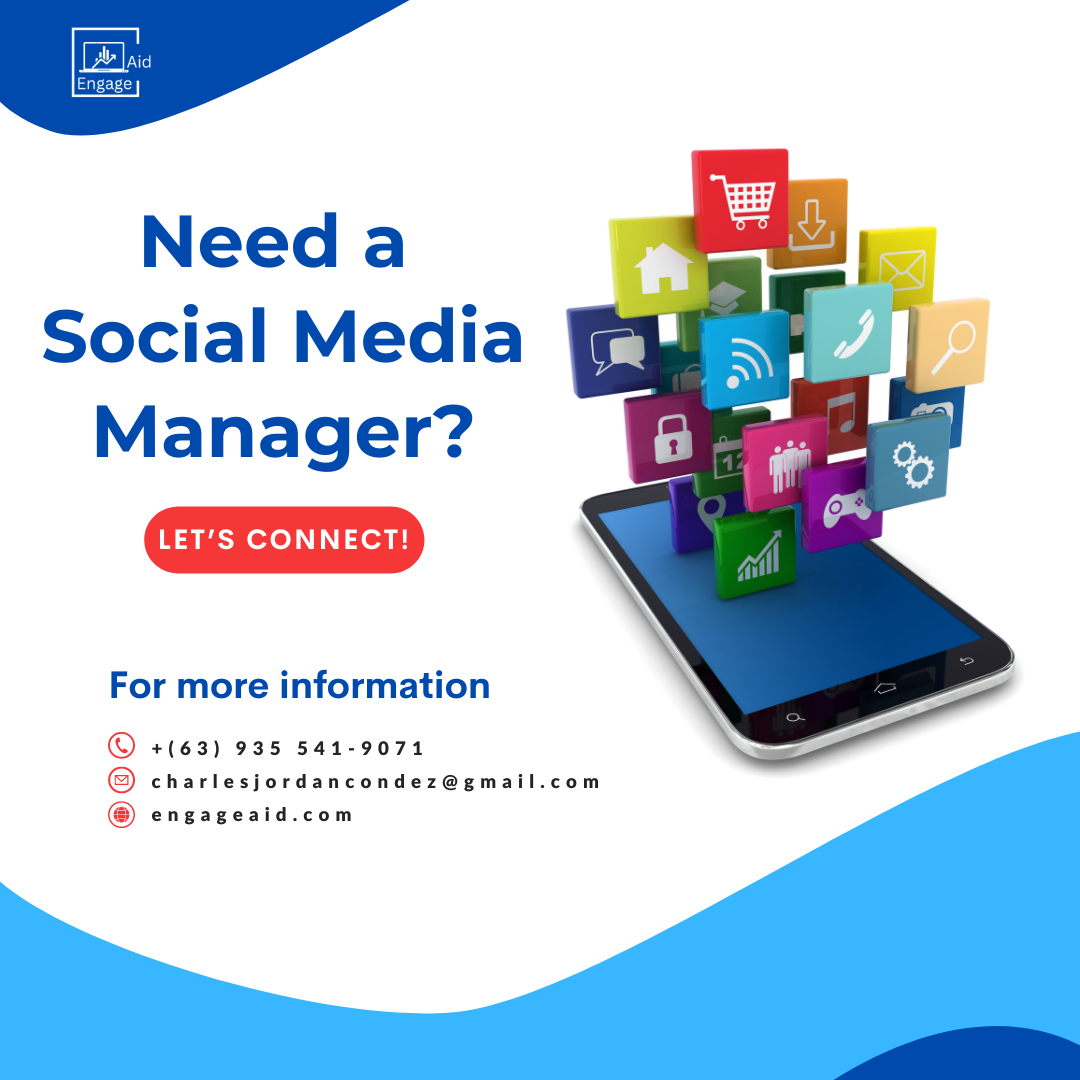 Aid
Engage
Need a
Social Media
Manager?
LET'S CONNECT!
For more information
+(63) 935 541-9071
charlesjordancondez@gmail.com
engageaid.com
12